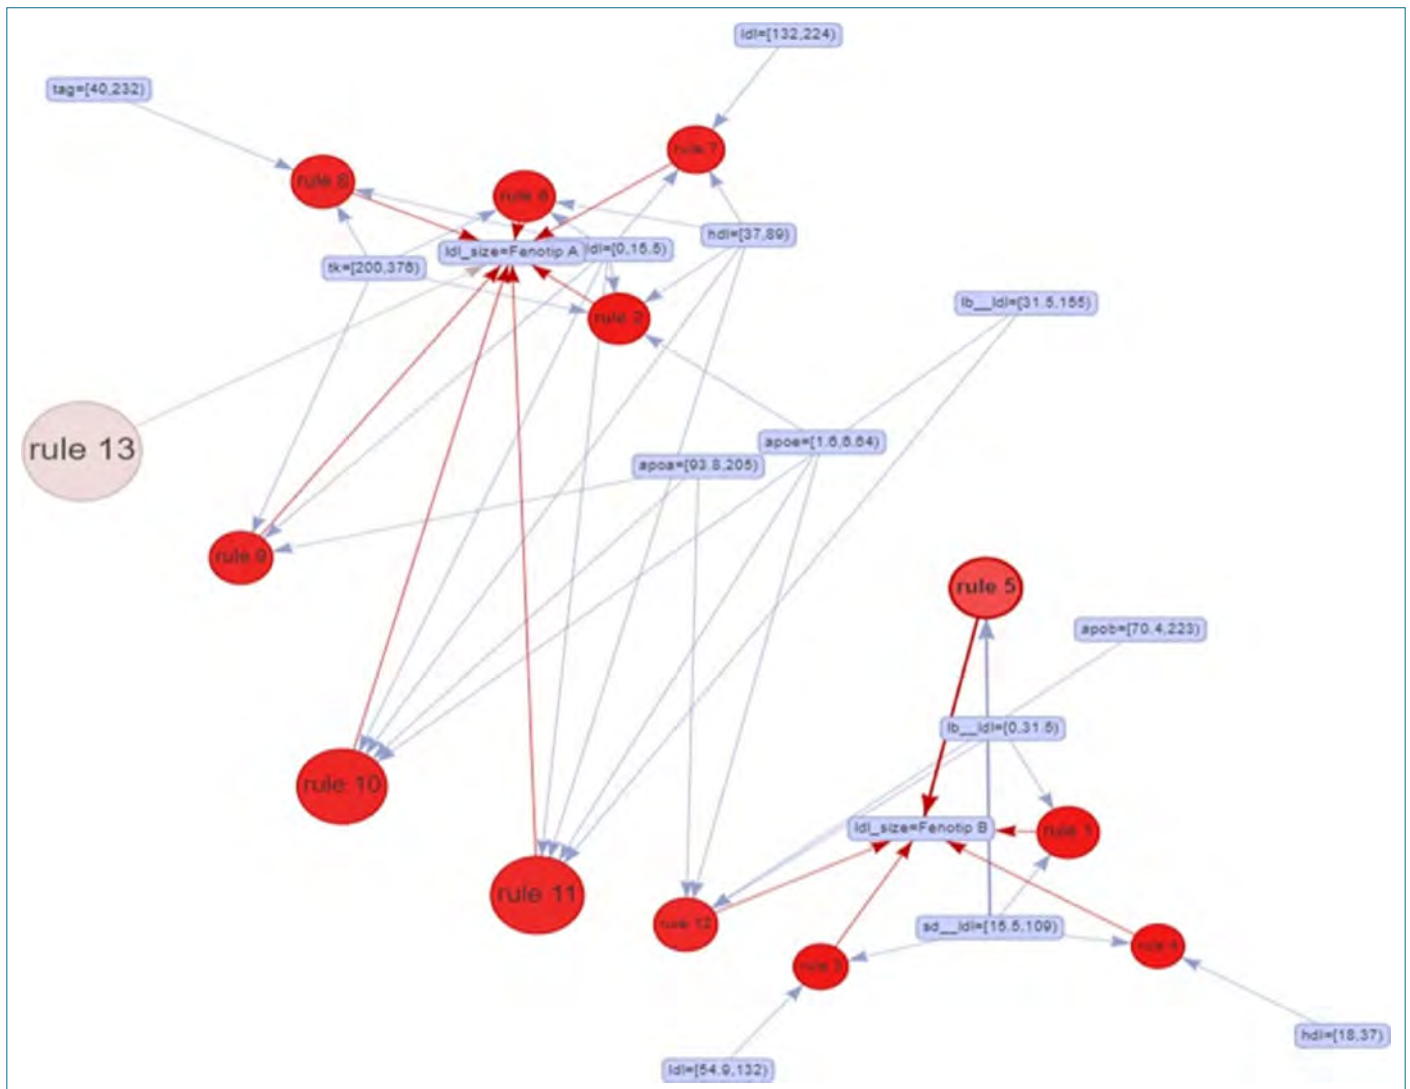 ldl=[132,224)
tag=[40,232)
rule 7
rule 8
rule 6
hdl=[37,89)
ldl_size=Fenotip A
ldl=[0,15.5)
tk=[200,378)
lb__ldl=[31.5,155)
rule 2
rule 13
apoe=[1.6,8.64)
apoa=[93.8,205)
rule 9
rule 5
apob=[70.4,223)
lb__ldl=[0,31.5)
rule 10
ldl_size=Fenotip B
rule 1
rule 11
rule 12
sd__ldl=[15.5,109)
rule 4
rule 3
hdl=[18,37)
ldl=[54.9,132)